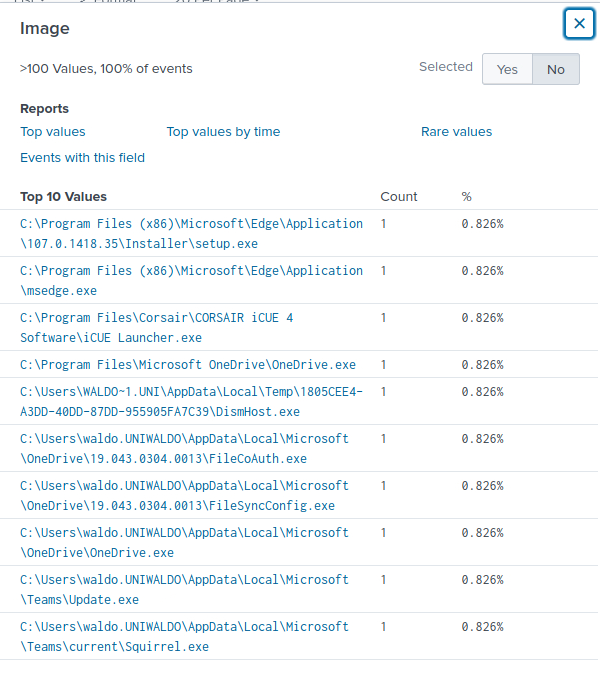 Image
>100 Values, 100% of events
Selected Yes No
Reports
Top values Top values by time Rare values
Events with this field
Top 10 Values Count %
C:\Program Files (x86)\Microsoft\Edge\Application 1 0.826%
\107.0.1418.35\Installer\setup.exe
C:\Program Files (x86)\Microsoft\Edge\Application 1 0.826%
\msedge.exe
C:\Program Files\Corsair\CORSAIR iCUE 4 1 0.826%
Software\iCUE Launcher.exe
C:\Program Files\Microsoft OneDrive\OneDrive.exe 1 0.826%
C:\Users\WALDO~1.UNI\AppData\Local\Temp\1805CEE4- 1 0.826%
A3DD-40DD-87DD-955905FA7C39\DismHost.exe
C:\Users\waldo.UNIWALDO\AppData\Local\Microsoft 1 0.826%
\OneDrive\19.043.0304.0013\FileCoAuth.exe
C:\Users\waldo.UNIWALDO\AppData\Local\Microsoft 1 0.826%
\OneDrive\19.043.0304.0013\FileSyncConfig.exe
C:\Users\waldo.UNIWALDO\AppData\Local\Microsoft 1 0.826%
\OneDrive\OneDrive.exe
C:\Users\waldo.UNIWALDO\AppData\Local\Microsoft 1 0.826%
\Teams\Update.exe
C:\Users\waldo.UNIWALDO\AppData\Local\Microsoft 1 0.826%
\Teams\current\Squirrel.exe